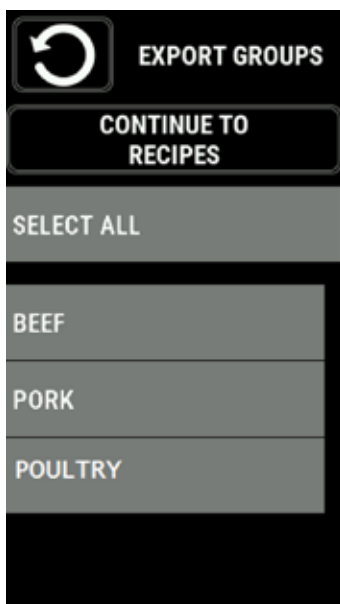 EXPORT GROUPS
CONTINUE TO
RECIPES
SELECT ALL
BEEF
PORK
POULTRY